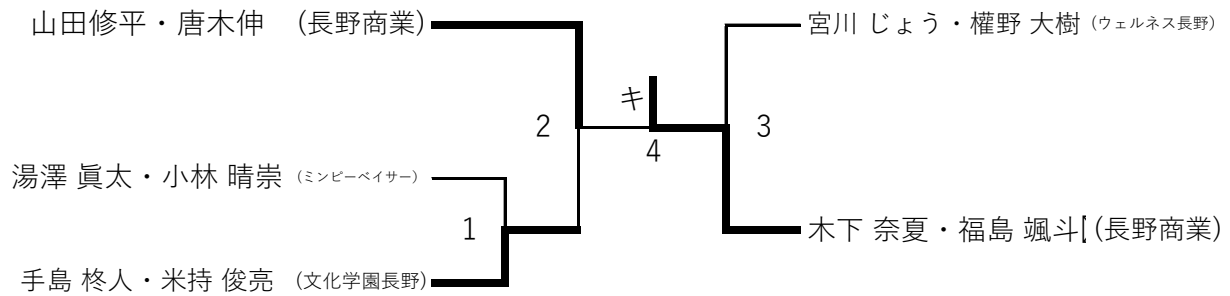 山田修平・唐木伸 (長野商業)
宮川 じょう・櫂野 大樹 (ウェルネス長野)
キ
2
3
4
湯澤 眞太・小林 晴崇 (ミンピーベイサー)
1
木下 奈夏・福島 颯斗 (長野商業)
手島 柊人・米持 俊亮 (文化学園長野)